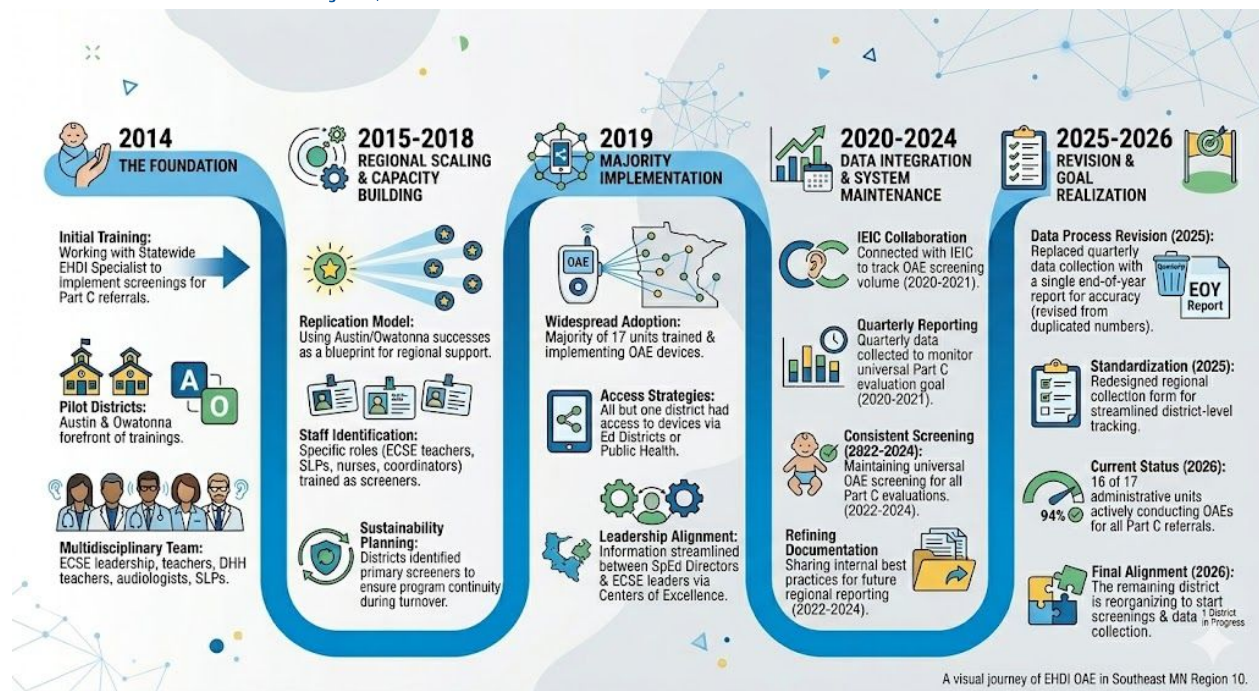 2014
THE FOUNDATION
Initial Training:
Working with Statewide
EHDI Specialist to
implement screenings for
Part C referrals.
A
O
Pilot Districts:
Austin & Owatonna
forefront of trainings.
Multidisciplinary Team:
ECSE leadership, teachers, DHH
teachers, audiologists, SLPs.
2015-2018
REGIONAL SCALING
& CAPACITY
BUILDING
Replication Model:
Using Austin/Owatonna successes
as a blueprint for regional support.
Staff Identification:
Specific roles (ECSE teachers,
SLPs, nurses, coordinators)
trained as screeners.
Sustainability
Planning:
Districts identified
primary screeners to
ensure program continuity
during turnover.
2019
MAJORITY
IMPLEMENTATION
OAE
Widespread Adoption:
Majority of 17 units trained &
implementing OAE devices.
Access Strategies:
All but one district had
access to devices via
Ed Districts or
Public Health.
Leadership Alignment:
Information streamlined
between SpEd Directors
& ECSE leaders via
Centers of Excellence.
2020-2024
DATA INTEGRATION
& SYSTEM
MAINTENANCE
IEIC Collaboration
Connected with IEIC
to track OAE screening
volume (2020-2021).
Quarterly Reporting
Quarterly data
collected to monitor
universal Part C
evaluation goal
(2020-2021).
Consistent Screening
(2022-2024):
Maintaining universal
OAE screening for all
Part C evaluations.
(2022-2024).
Refining
Documentation
Sharing internal best
practices for future
regional reporting
(2022-2024).
2025-2026
REVISION &
GOAL
REALIZATION
Data Process Revision (2025):
Replaced quarterly
data collection with
a single end-of-year
report for accuracy
(revised from
duplicated numbers).
EOY
Report
Standardization (2025):
Redesigned regional
collection form for
streamlined district-level
tracking.
Current Status (2026):
16 of 17
administrative units
actively conducting OAEs
for all Part C referrals.
94%
Final Alignment (2026):
The remaining district
is reorganizing to start
screenings & data
collection.
1 District
in Progress
A visual journey of EHDI OAE in Southeast MN Region 10.